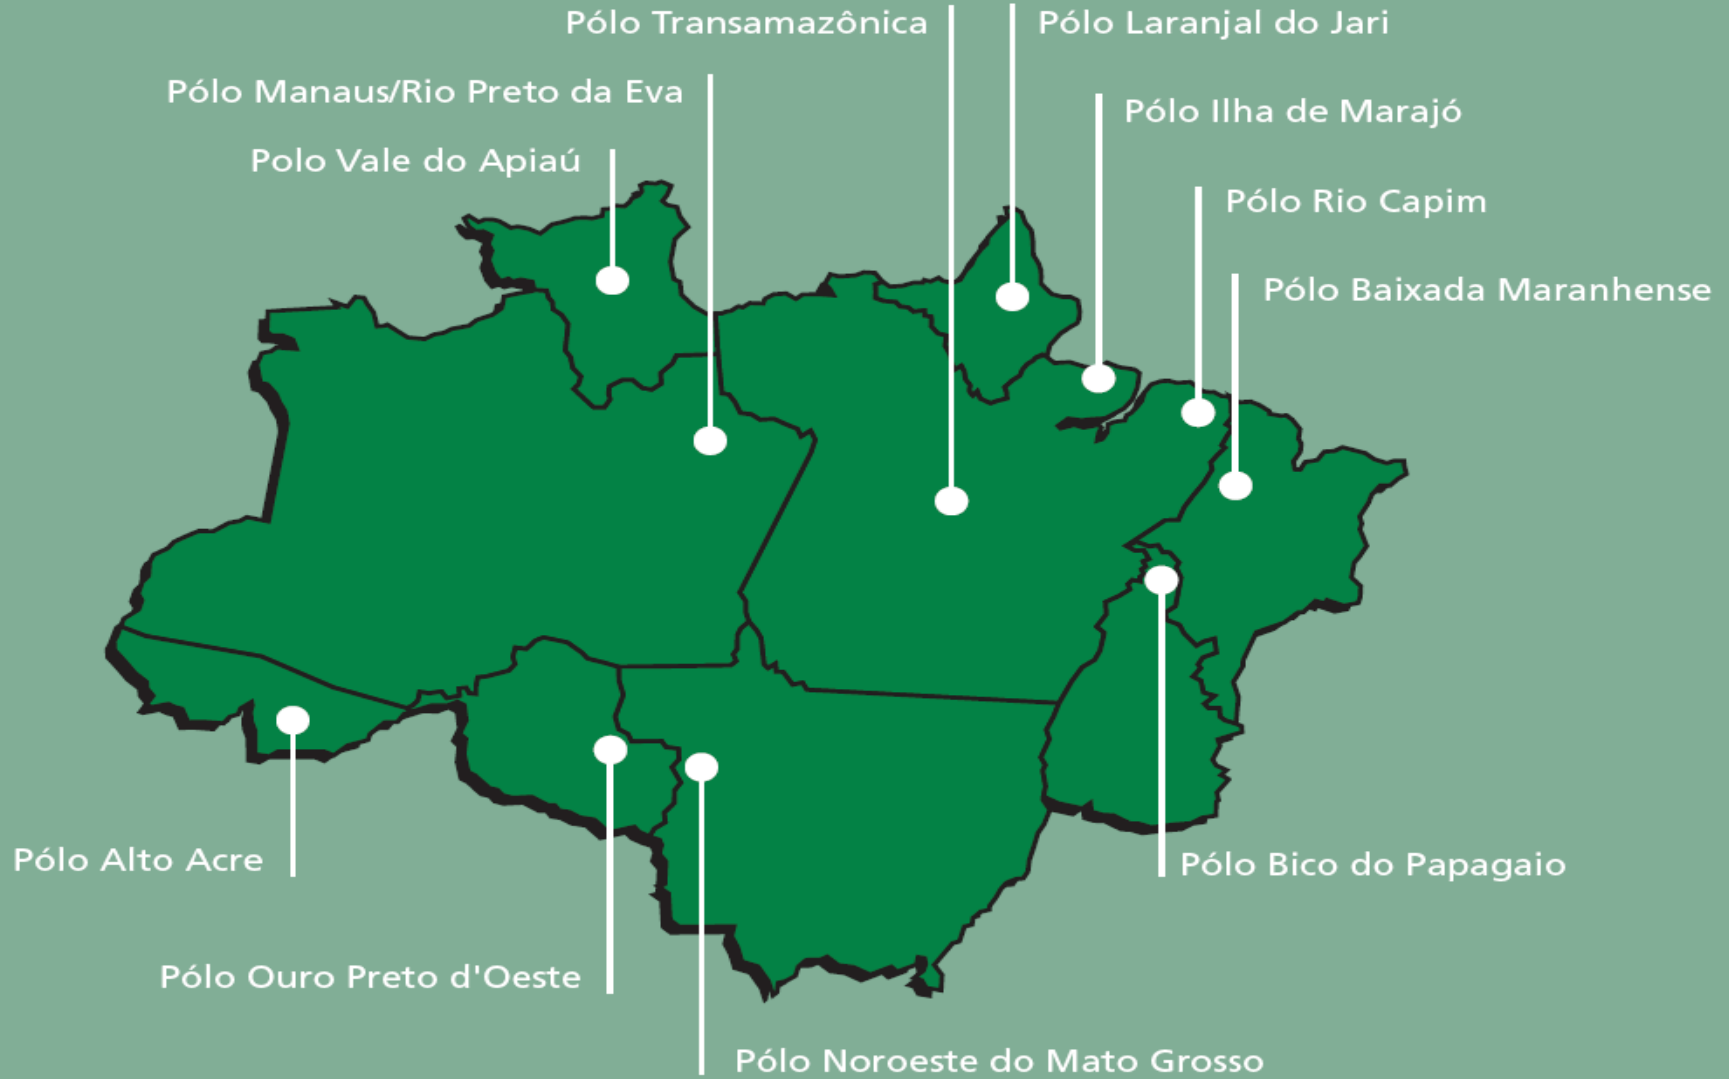 Pólo Transamazônica
Pólo Laranjal do Jari
Pólo Manaus/Rio Preto da Eva
Pólo Ilha de Marajó
Polo Vale do Apiaú
Pólo Rio Capim
Pólo Baixada Maranhense
Pólo Alto Acre
Pólo Bico do Papagaio
Pólo Ouro Preto d'Oeste
Pólo Noroeste do Mato Grosso